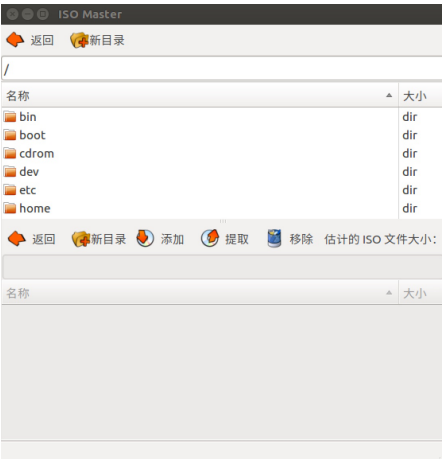 ISO Master
返回 新目录
/
名称 大小
bin dir
boot dir
cdrom dir
dev dir
etc dir
home dir
返回 新目录 添加 提取 移除 估计的 ISO 文件大小：
名称 大小